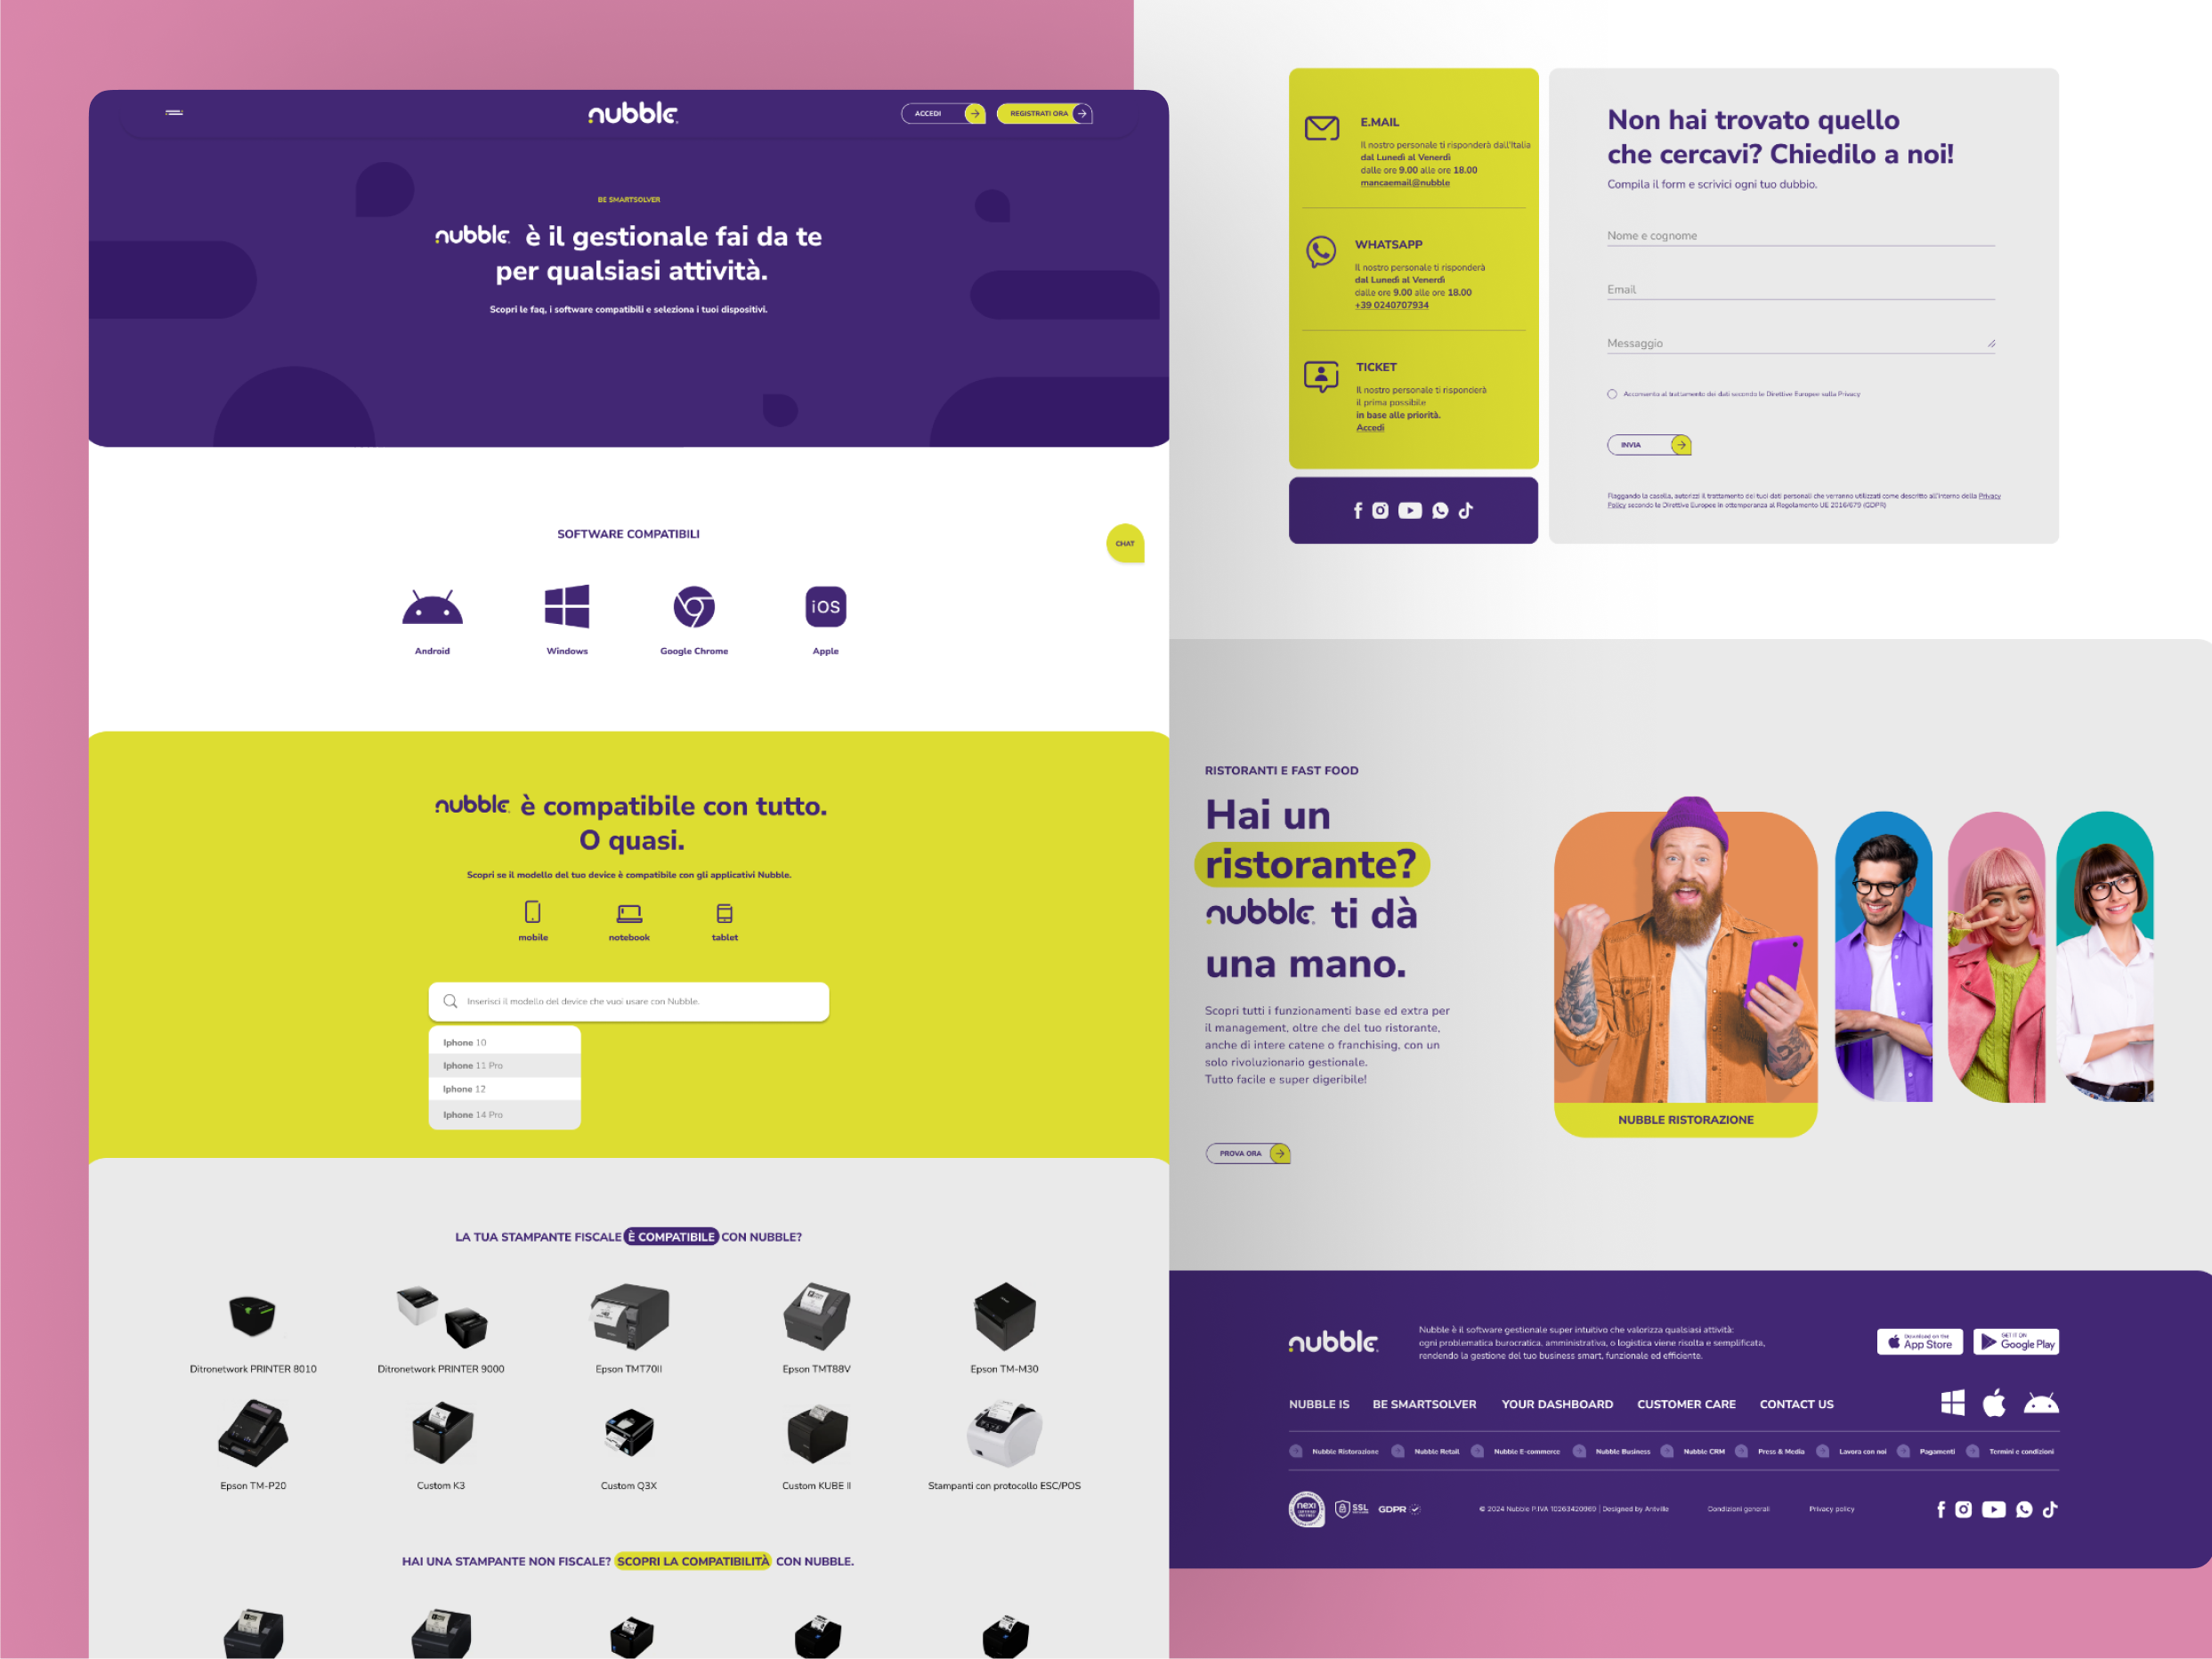 nubble
ACCEDI
REGISTRATI ORA
BE SMARTSOLVER
nubble è il gestionale fai da te
per qualsiasi attività.
Scopri le faq, i software compatibili e seleziona i tuoi dispositivi.
SOFTWARE COMPATIBILI
CHAT
iOS
Android
Windows
Google Chrome
Apple
nubble è compatibile con tutto.
O quasi.
Scopri se il modello del tuo device è compatibile con gli applicativi Nubble.
mobile
notebook
tablet
Inserisci il modello del device che vuoi usare con Nubble.
Iphone 10
Iphone 11 Pro
Iphone 12
Iphone 14 Pro
LA TUA STAMPANTE FISCALE È COMPATIBILE CON NUBBLE?
Ditronetwork PRINTER 8010
Ditronetwork PRINTER 9000
Epson TMT70II
Epson TMT88V
Epson TM-M30
Epson TM-P20
Custom K3
Custom Q3X
Custom KUBE II
Stampanti con protocollo ESC/POS
HAI UNA STAMPANTE NON FISCALE? SCOPRI LA COMPATIBILITÀ CON NUBBLE.
E.MAIL
Il nostro personale ti risponderà dall'Italia
dal Lunedì al Venerdì
dalle ore 9.00 alle ore 18.00
mancaemail@nubble
WHATSAPP
Il nostro personale ti risponderà
dal Lunedì al Venerdì
dalle ore 9.00 alle ore 18.00
+39 0240707934
TICKET
Il nostro personale ti risponderà
il prima possibile
in base alle priorità.
Accedi
Non hai trovato quello
che cercavi? Chiedilo a noi!
Compila il form e scrivici ogni tuo dubbio.
Nome e cognome
Email
Messaggio
Acconsento al trattamento dei dati secondo le Direttive Europee sulla Privacy
INVIA
Flaggando la casella, autorizzi il trattamento dei tuoi dati personali che verranno utilizzati come descritto all'interno della Privacy
Policy secondo le Direttive Europee in ottemperanza al Regolamento UE 2016/679 (GDPR)
RISTORANTI E FAST FOOD
Hai un
ristorante?
nubble ti dà
una mano.
Scopri tutti i funzionamenti base ed extra per
il management, oltre che del tuo ristorante,
anche di intere catene o franchising, con un
solo rivoluzionario gestionale.
Tutto facile e super digeribile!
PROVA ORA
NUBBLE RISTORAZIONE
nubble
Nubble è il software gestionale super intuitivo che valorizza qualsiasi attività:
ogni problematica burocratica, amministrativa, o logistica viene risolta e semplificata,
rendendo la gestione del tuo business smart, funzionale ed efficiente.
Download on the
App Store
GET IT ON
Google Play
NUBBLE IS
BE SMARTSOLVER
YOUR DASHBOARD
CUSTOMER CARE
CONTACT US
Nubble Ristorazione
Nubble Retail
Nubble E-commerce
Nubble Business
Nubble CRM
Press & Media
Lavora con noi
Pagamenti
Termini e condizioni
nexi
SSL
GDPR
© 2024 Nubble P.IVA 10263420969 | Designed by Antville
Condizioni generali
Privacy policy